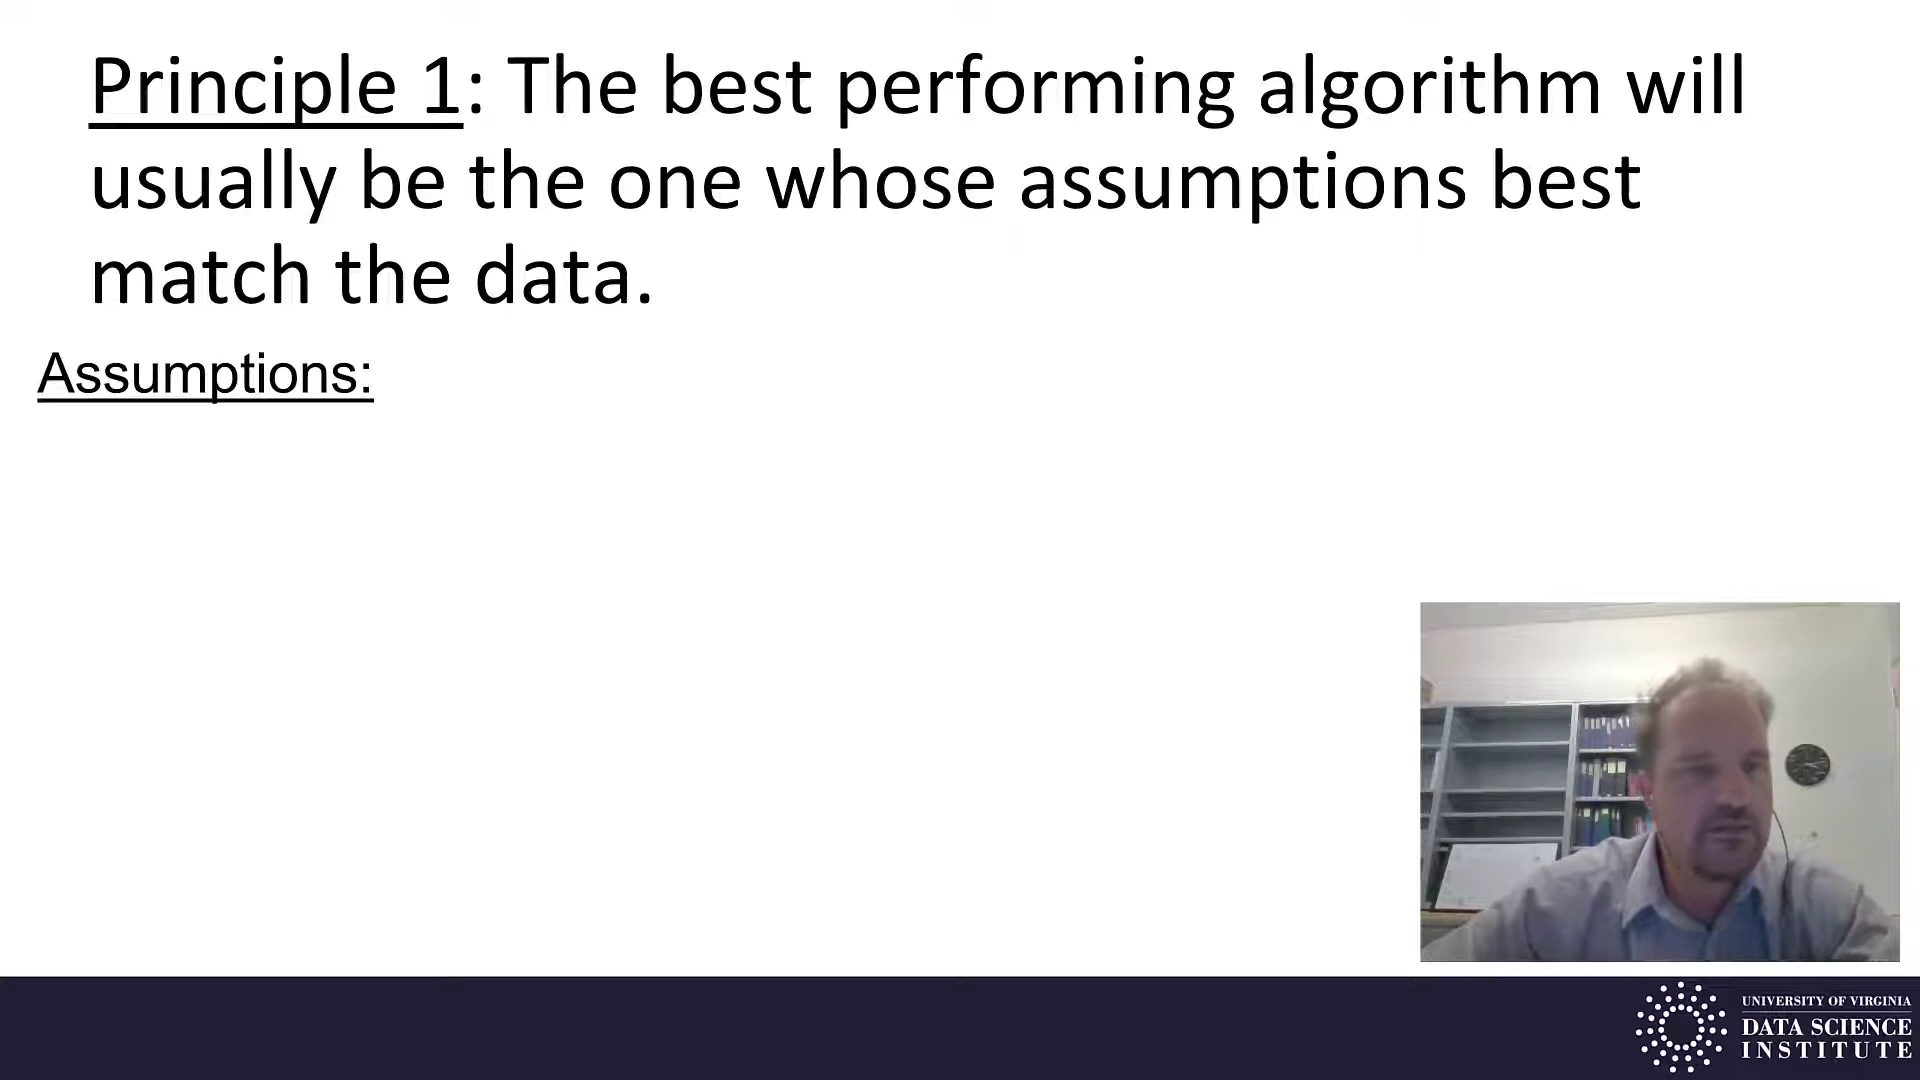 Principle 1: The best performing algorithm will
usually be the one whose assumptions best
match the data.
Assumptions:
UNIVERSITY OF VIRGINIA
DATA SCIENCE
INSTITUTE